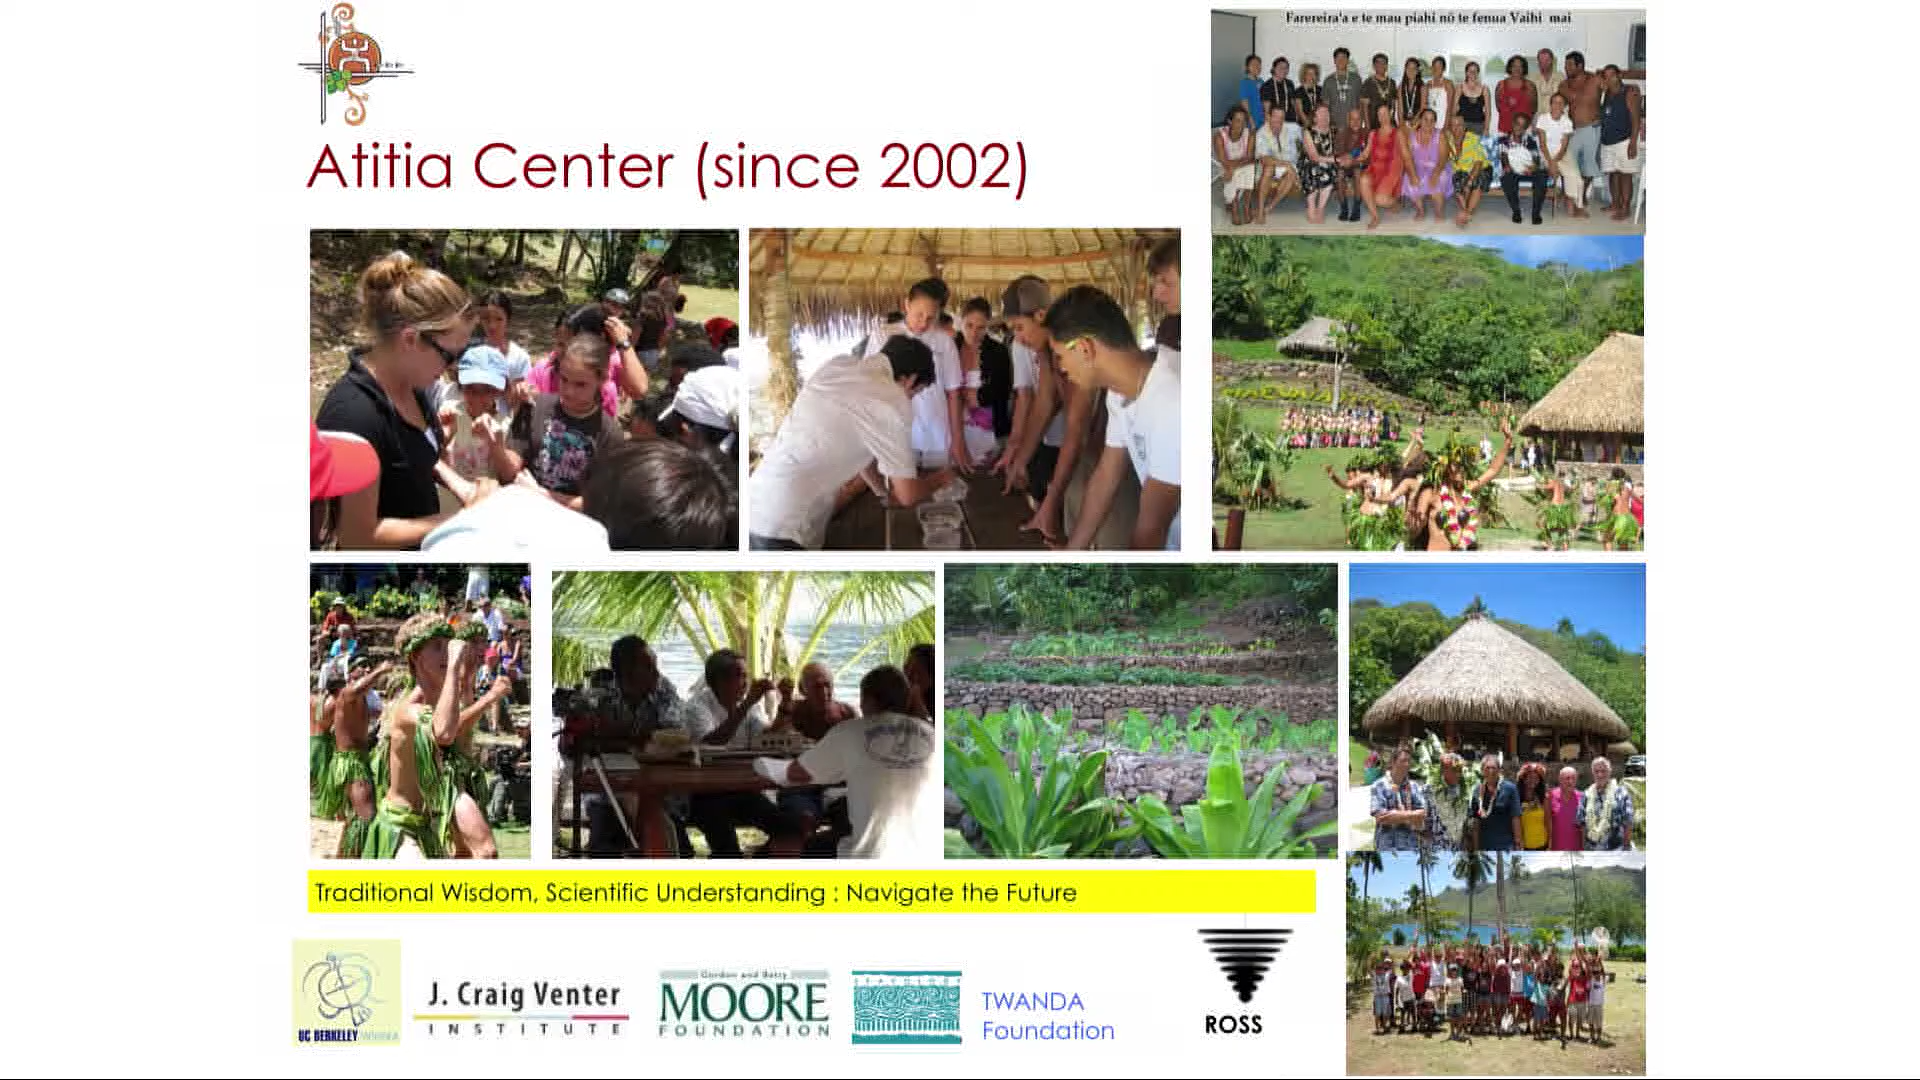 Farereira'a e te mau piahi nō te fenua Vaihi mai
Atitia Center (since 2002)
Traditional Wisdom, Scientific Understanding : Navigate the Future
UC BERKELEY
J. Craig Venter
INSTITUTE
Gordon and Betty
MOORE
FOUNDATION
SEACOLOGY
TWANDA
Foundation
ROSS